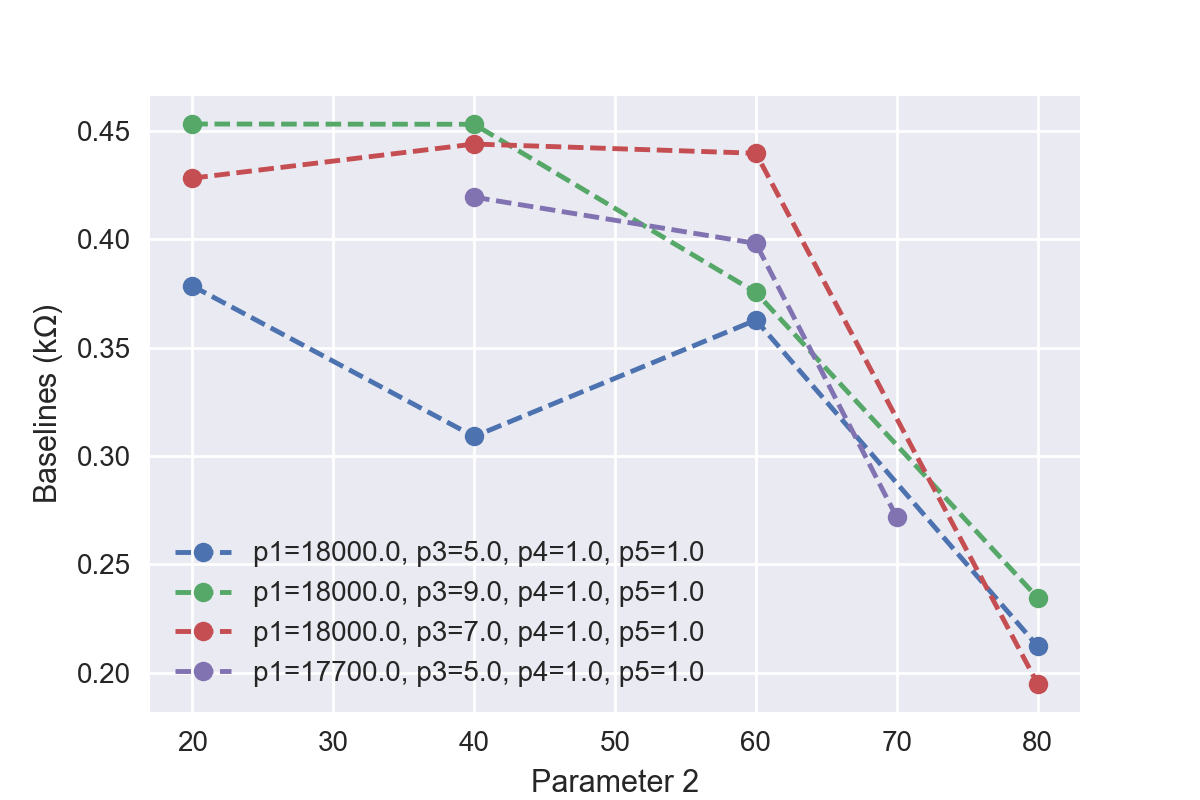 0.45
0.40
0.35
0.30
0.25
0.20
Baselines (kΩ)
p1=18000.0, p3=5.0, p4=1.0, p5=1.0
p1=18000.0, p3=9.0, p4=1.0, p5=1.0
p1=18000.0, p3=7.0, p4=1.0, p5=1.0
p1=17700.0, p3=5.0, p4=1.0, p5=1.0
20 30 40 50 60 70 80
Parameter 2